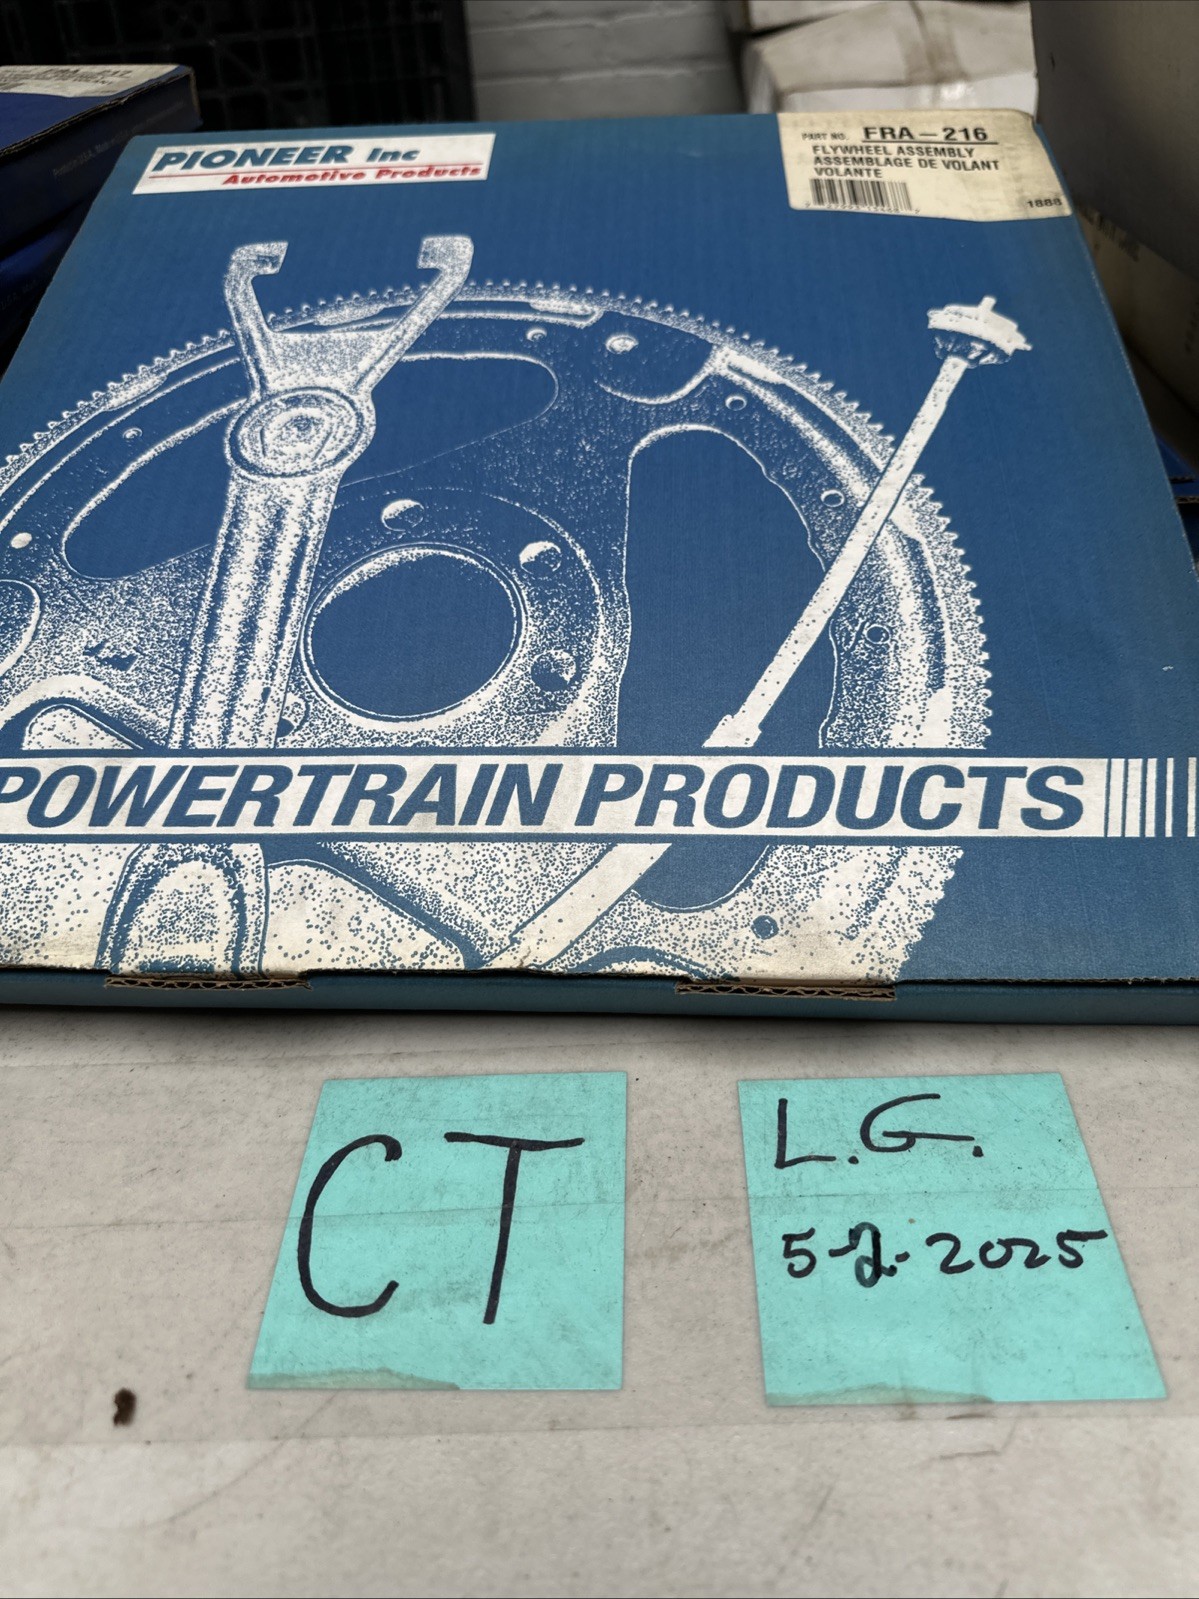 PIONEER Inc
Automotive Products
PART NO. FRA-216
FLYWHEEL ASSEMBLY
ASSEMBLAGE DE VOLANT
VOLANTE
1888
POWERTRAIN PRODUCTS
CT
L.G.
5-2-2025